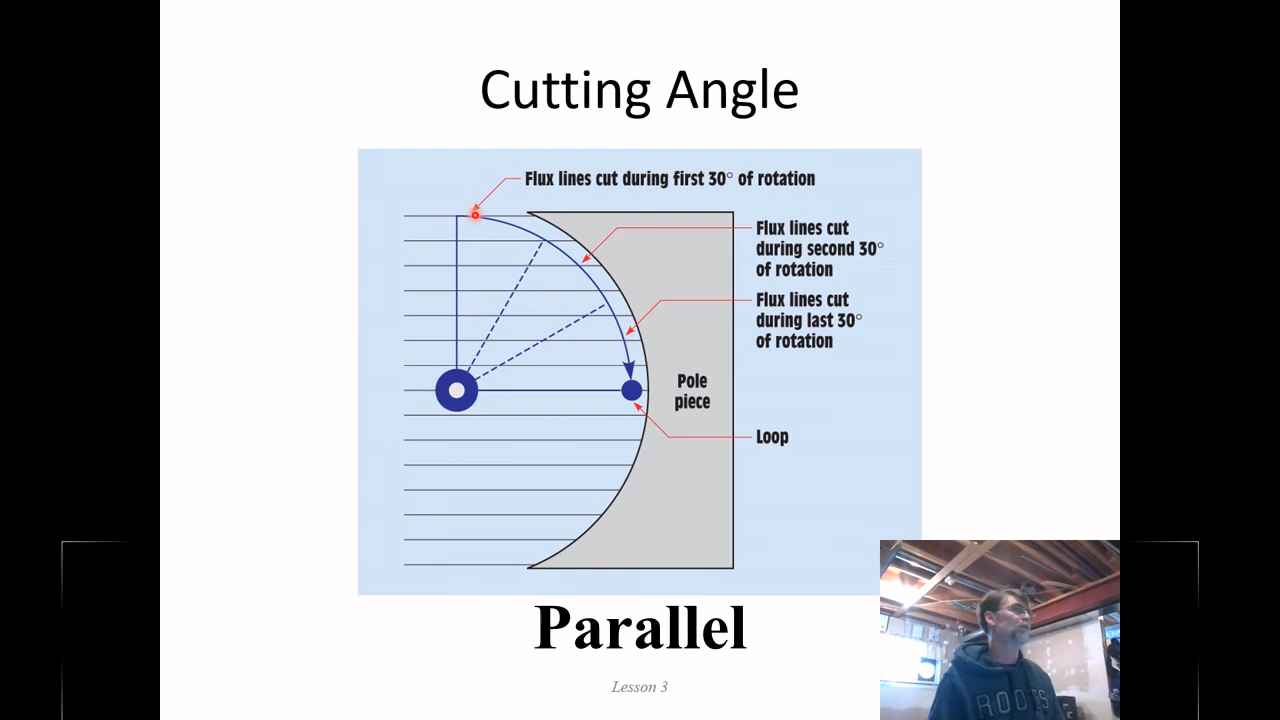 Cutting Angle
Flux lines cut during first 30° of rotation
Flux lines cut
during second 30°
of rotation
Flux lines cut
during last 30°
of rotation
Pole
piece
Loop
Parallel
Lesson 3
ROOTS